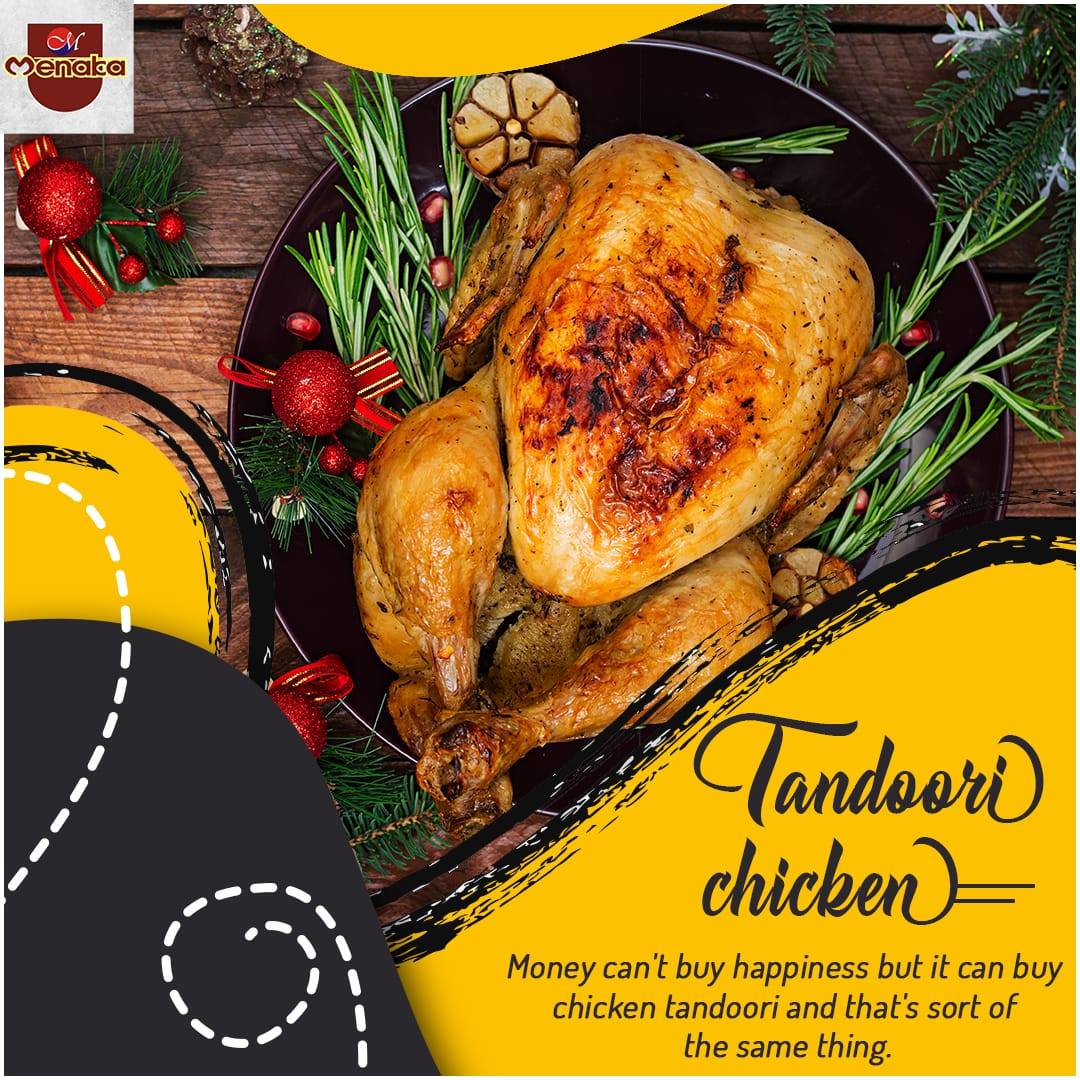 M
Menaka
Tandoori
chicken
Money can't buy happiness but it can buy
chicken tandoori and that's sort of
the same thing.